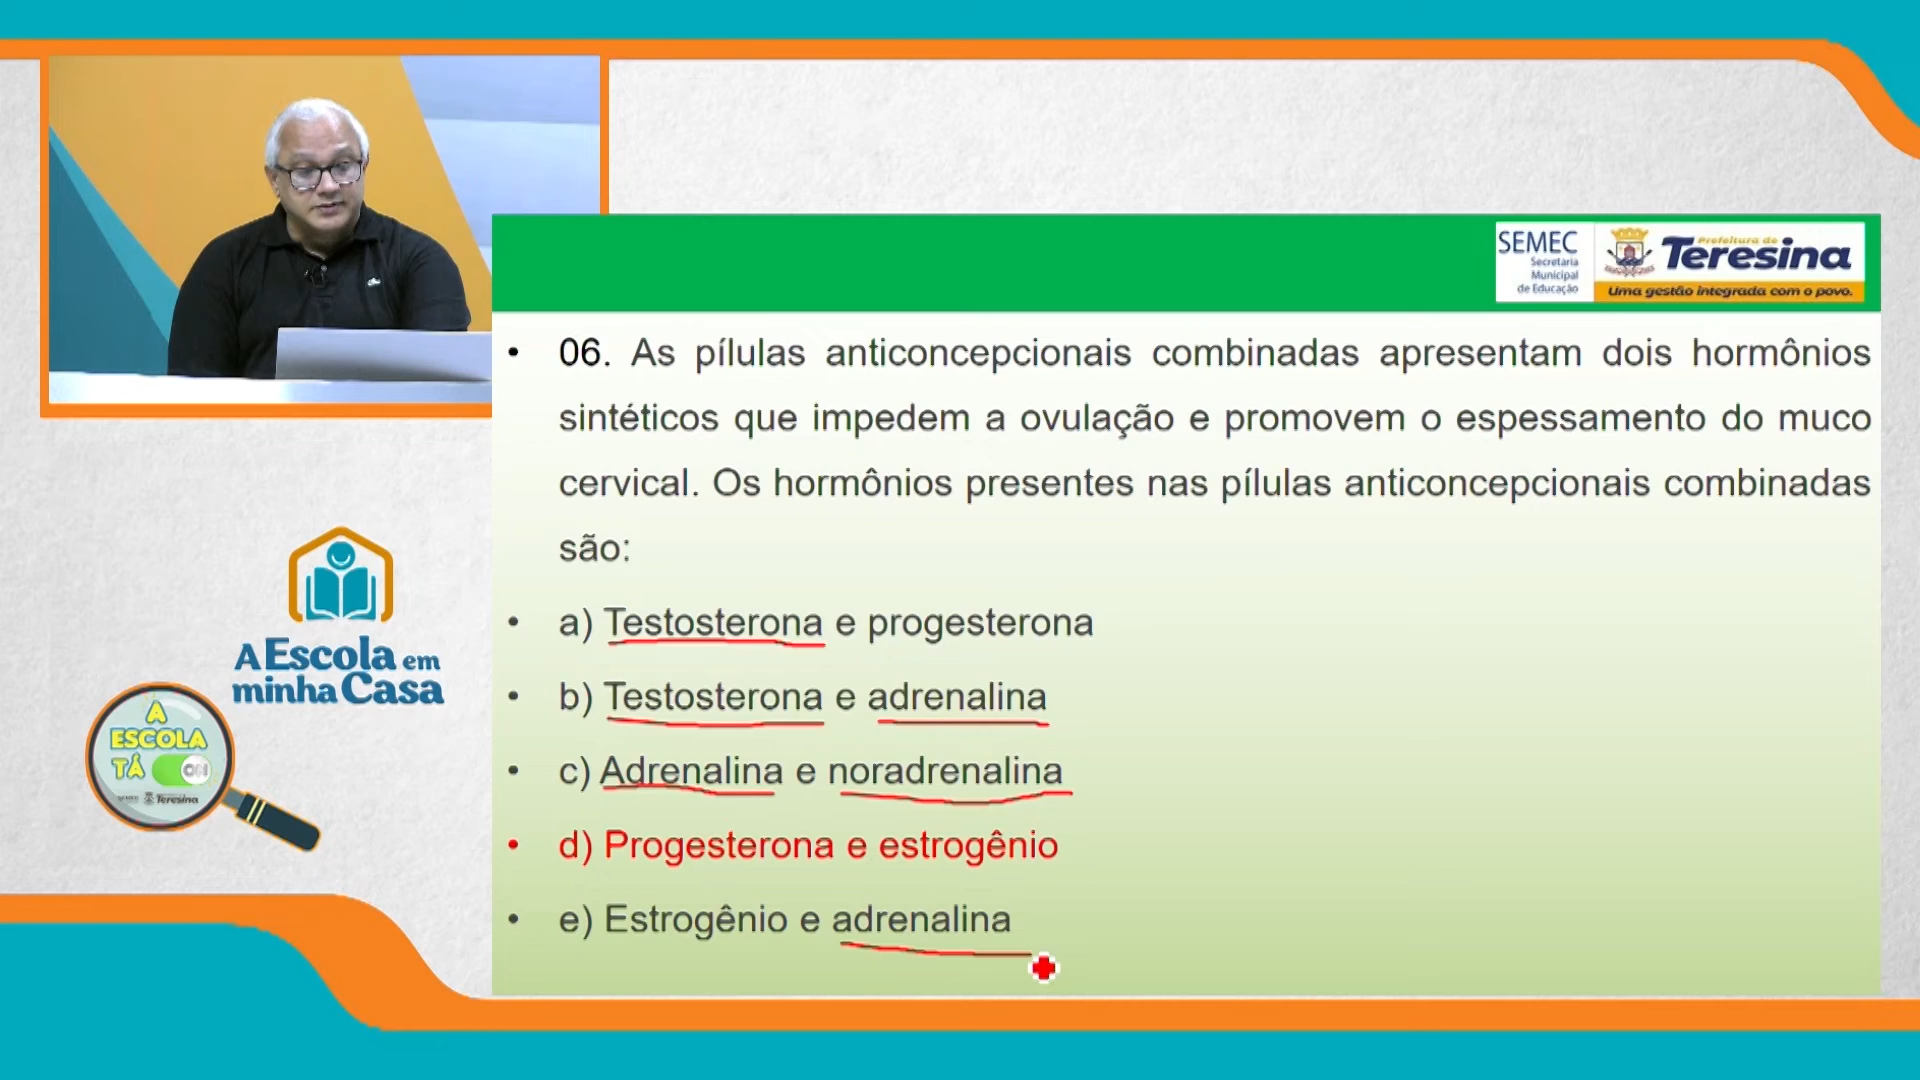 SEMEC
Secretaria
Municipal
de Educação
Prefeitura de
Teresina
Uma gestão integrada com o povo.
• 06. As pílulas anticoncepcionais combinadas apresentam dois hormônios
sintéticos que impedem a ovulação e promovem o espessamento do muco
cervical. Os hormônios presentes nas pílulas anticoncepcionais combinadas
são:
• a) Testosterona e progesterona
• b) Testosterona e adrenalina
• c) Adrenalina e noradrenalina
• d) Progesterona e estrogênio
• e) Estrogênio e adrenalina
A Escola em
minha Casa
A
ESCOLA
TÁ ON
SEMEC Teresina